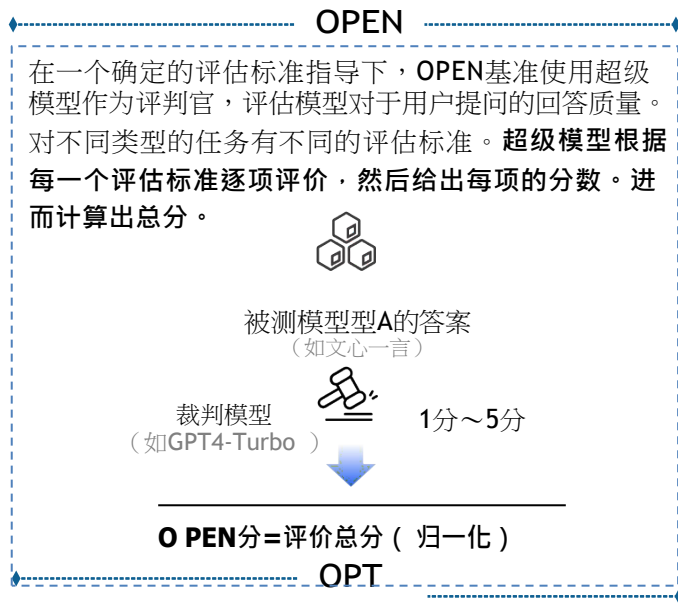 OPEN
在一个确定的评估标准指导下，OPEN基准使用超级
模型作为评判官，评估模型对于用户提问的回答质量。
对不同类型的任务有不同的评估标准。超级模型根据
每一个评估标准逐项评价，然后给出每项的分数。进
而计算出总分。
被测模型型A的答案
（如文心一言）
裁判模型
1分～5分
（如GPT4-Turbo ）
O PEN分=评价总分（ 归一化）
OPT